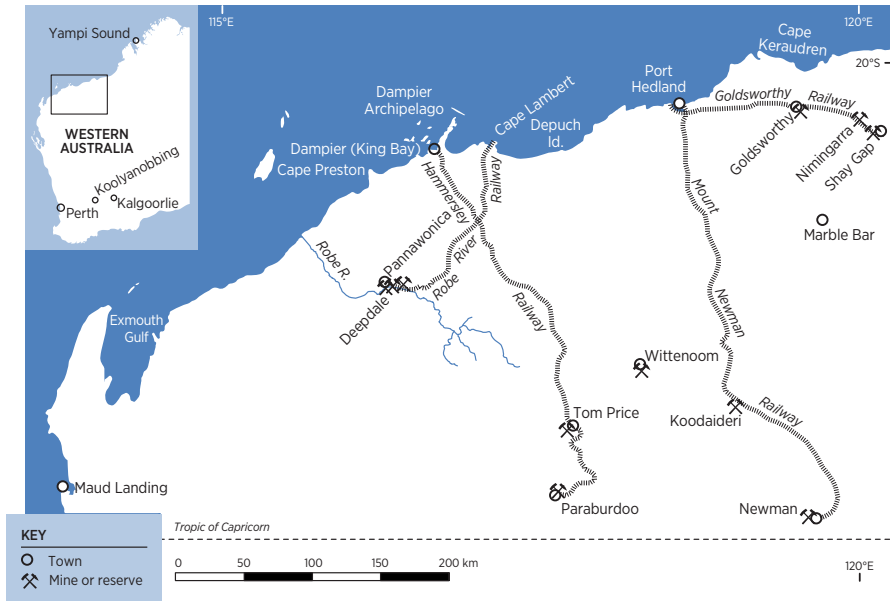 115°E
120°E
20°S
Yampi Sound
WESTERN
AUSTRALIA
Koolyanobbing
Perth
Kalgoorlie
Cape
Keraudren
Port
Hedland
Dampier
Archipelago
Cape Lambert
Depuch
Id.
Dampier (King Bay)
Cape Preston
Goldsworthy Railway
Goldsworthy
Nimingarra
Shay Gap
Marble Bar
Hammersley
Railway
Railway
Robe River
Pannawonica
Deepdale
Robe R.
Exmouth
Gulf
Mount
Newman
Railway
Wittenoom
Koodaideri
Tom Price
Paraburdoo
Newman
Maud Landing
Tropic of Capricorn
KEY
Town
Mine or reserve
0 50 100 150 200 km
120°E